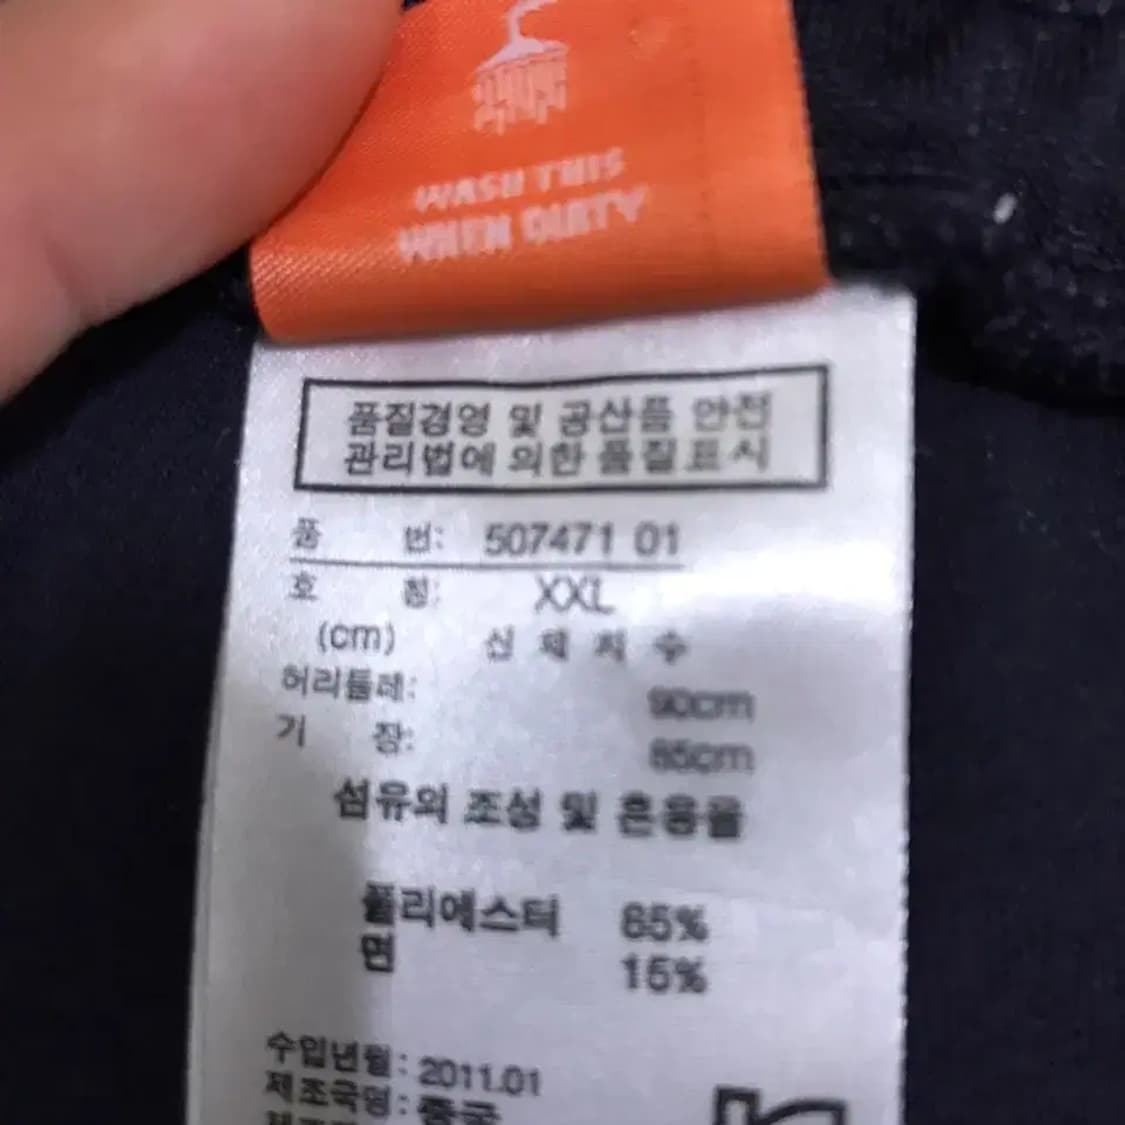 WASH THIS
WHEN DIRTY
품질경영 및 공산품 안전
관리법에 의한 품질표시
품 번: 507471 01
호 칭: XXL
(cm) 신 체 치 수
허리둘레: 90cm
기 장:
섬유의 조성 및 혼용율
폴리에스터 85%
면 15%
수입년월: 2011.01
제조국명: 중국